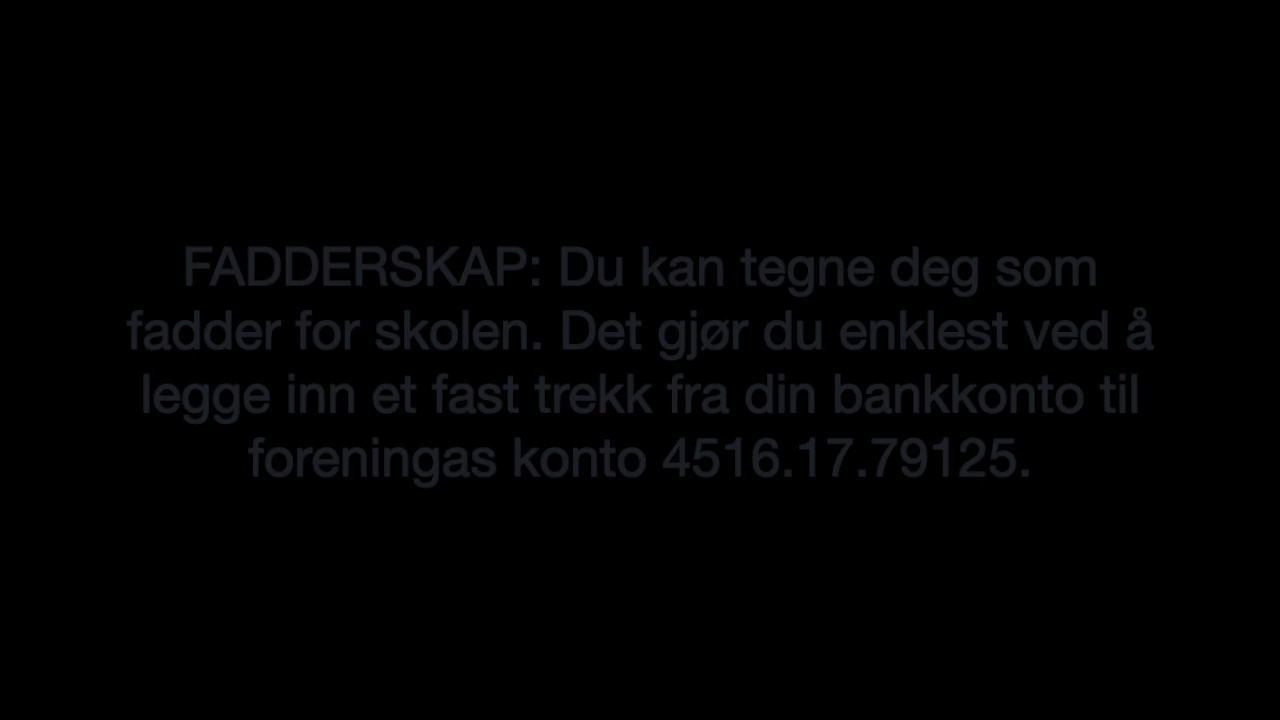 FADDERSKAP: Du kan tegne deg som
fadder for skolen. Det gjør du enklest ved å
legge inn et fast trekk fra din bankkonto til
foreningas konto 4516.17.79125.